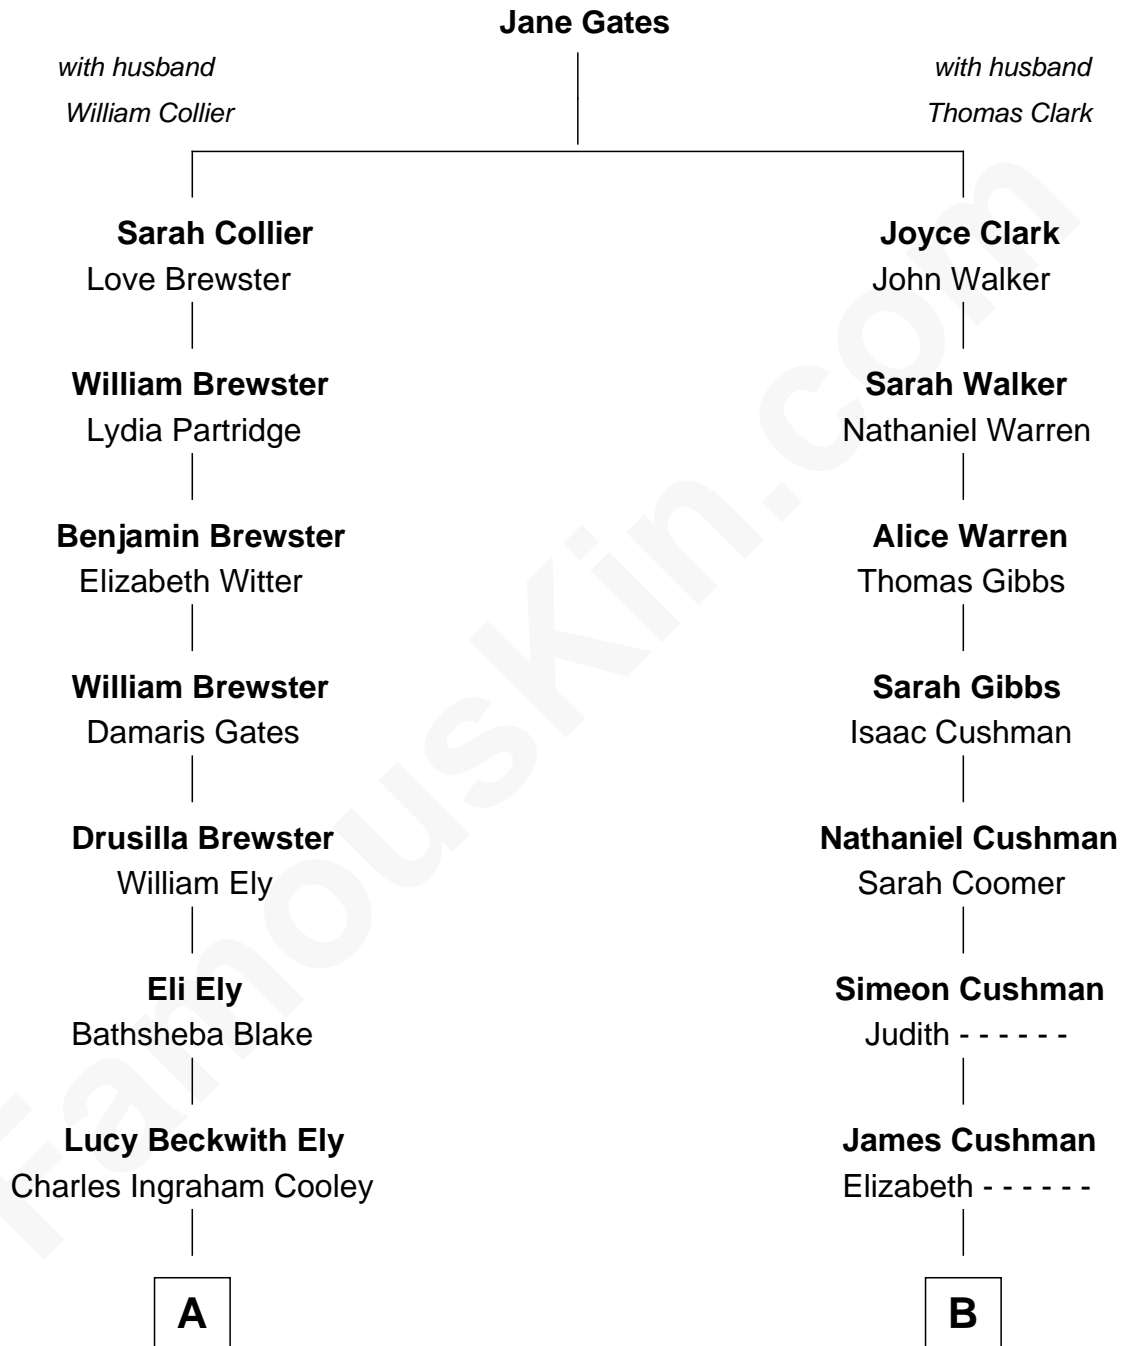 Jane Gates
with husband
William Collier
with husband
Thomas Clark
Sarah Collier
Love Brewster
Joyce Clark
John Walker
William Brewster
Lydia Partridge
Sarah Walker
Nathaniel Warren
Benjamin Brewster
Elizabeth Witter
Alice Warren
Thomas Gibbs
William Brewster
Damaris Gates
Sarah Gibbs
Isaac Cushman
Drusilla Brewster
William Ely
Nathaniel Cushman
Sarah Coomer
Eli Ely
Bathsheba Blake
Simeon Cushman
Judith - - - - - -
Lucy Beckwith Ely
Charles Ingraham Cooley
James Cushman
Elizabeth - - - - - -
A
B
FamousKin.com